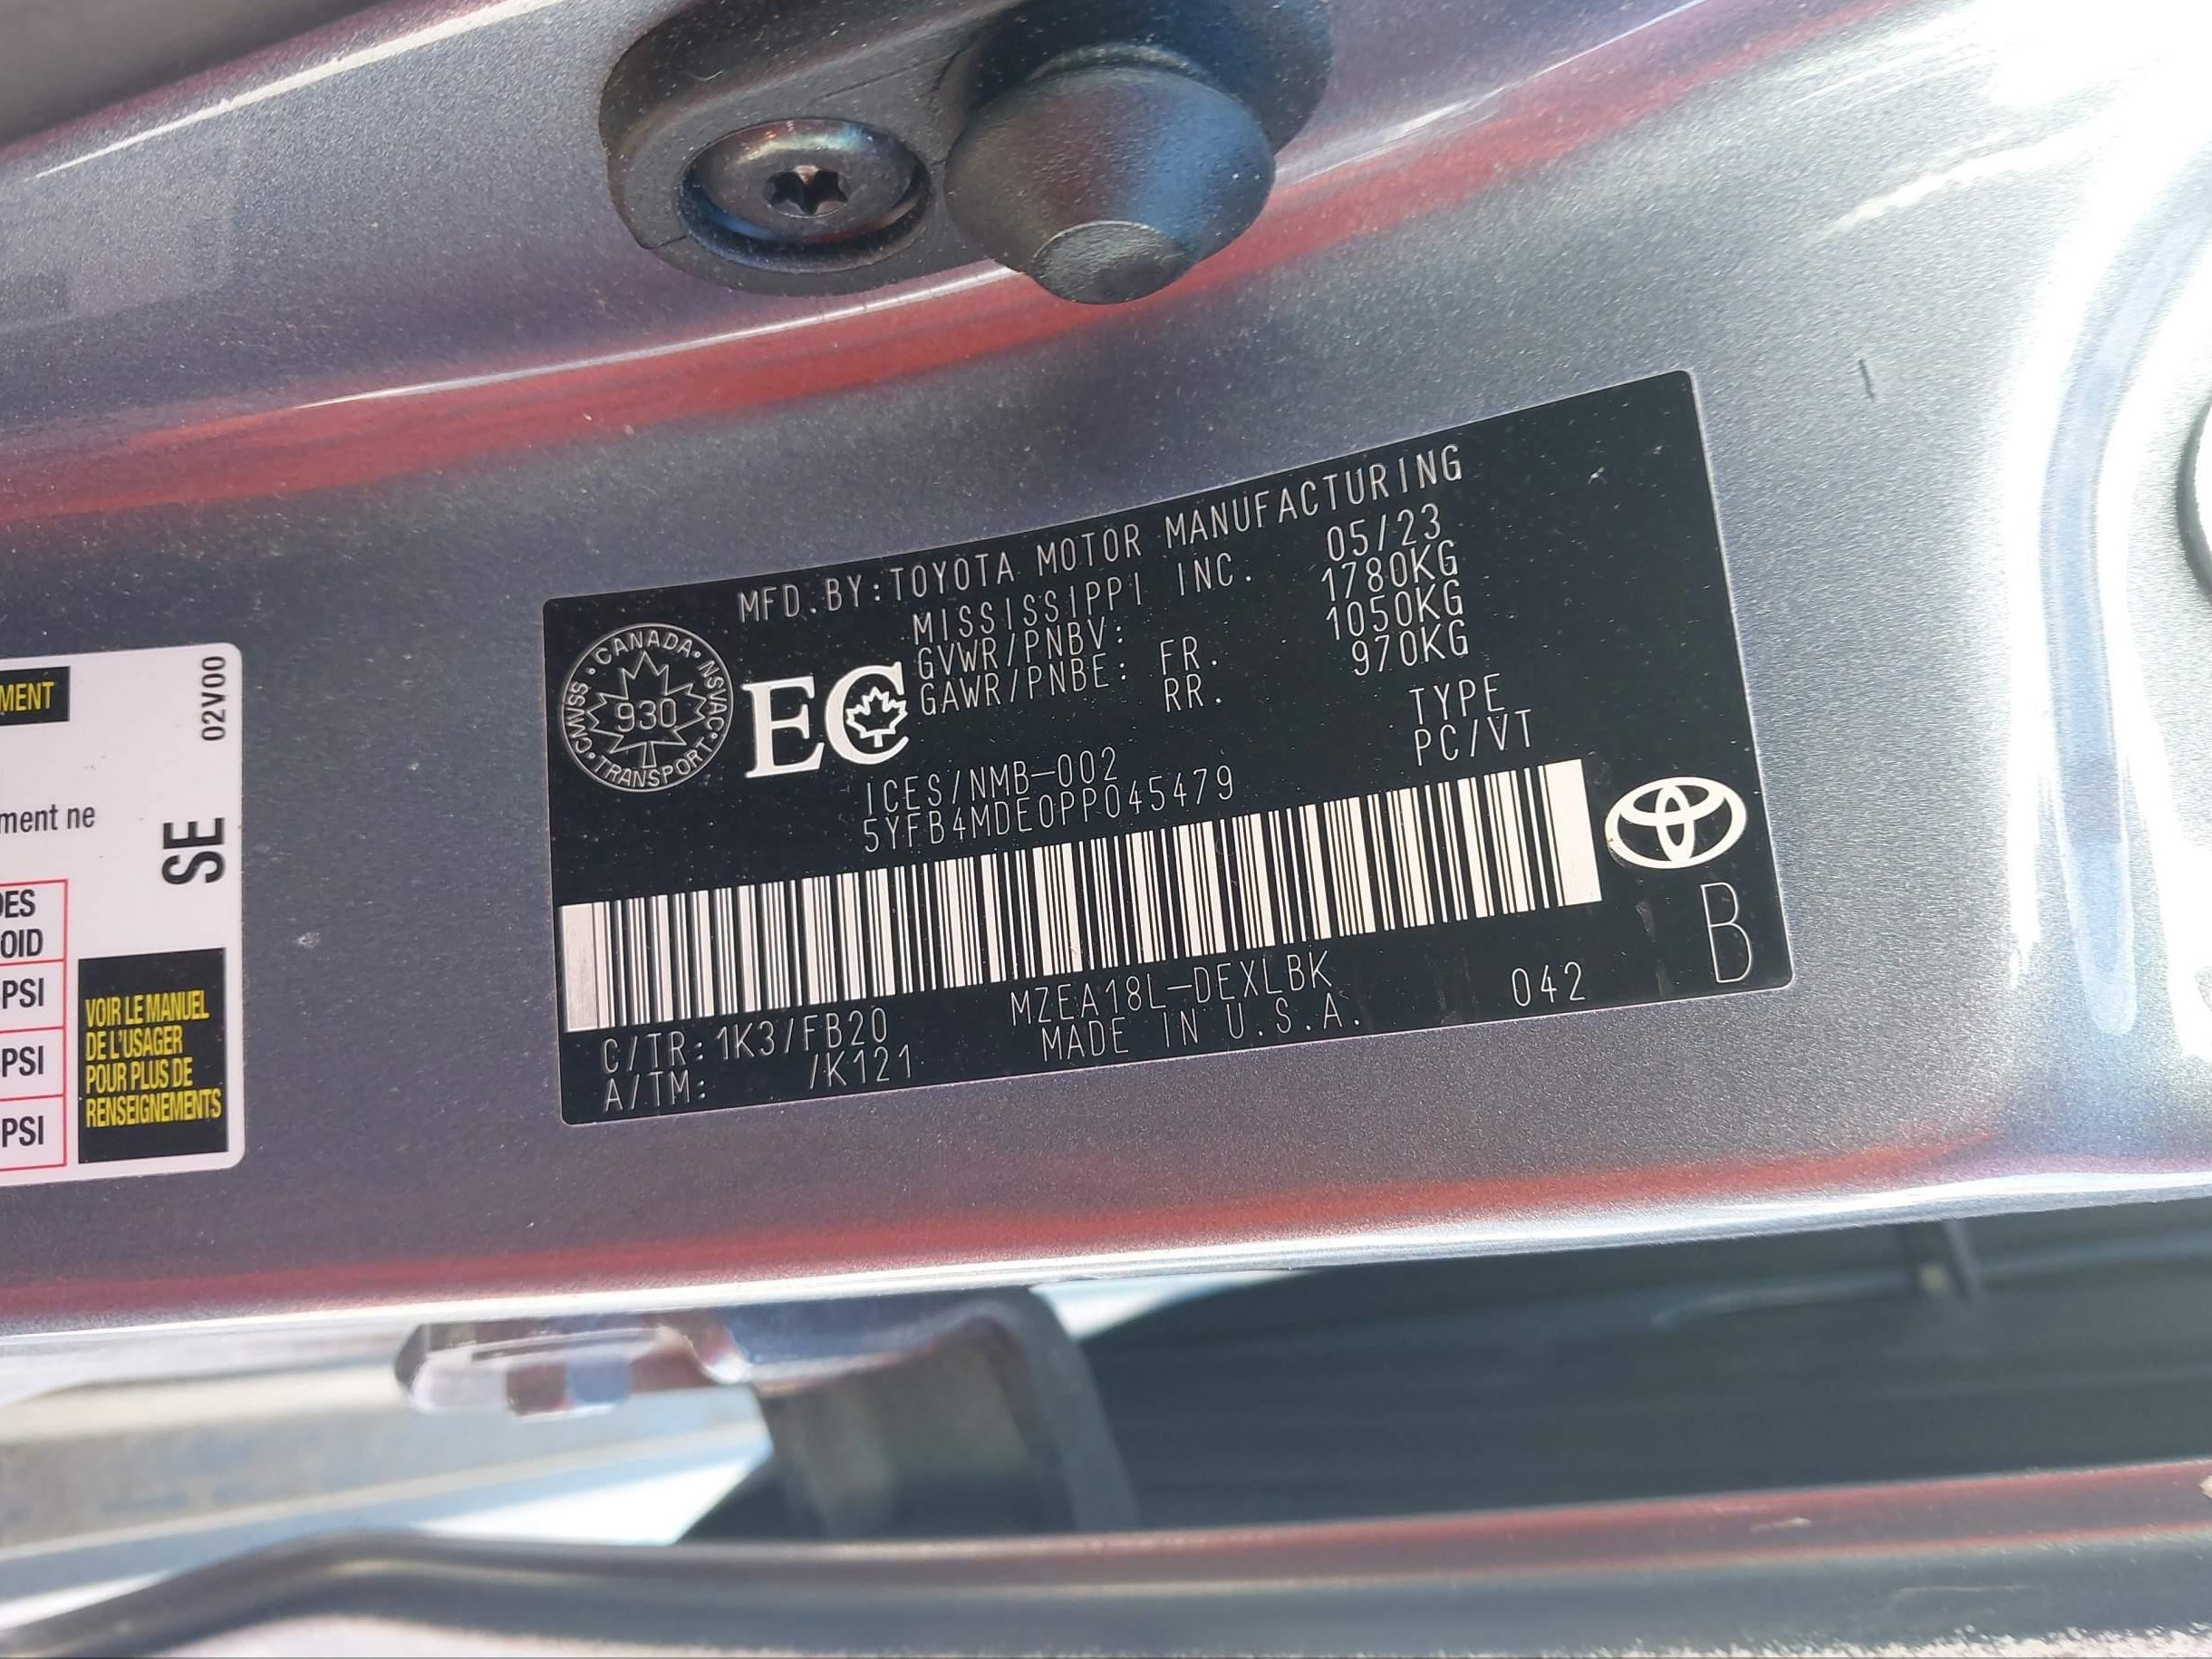 MENT
02V00
ment ne
SE
DES
OID
PSI
PSI
PSI
VOIR LE MANUEL
DE L'USAGER
POUR PLUS DE
RENSEIGNEMENTS
MFD.BY:TOYOTA MOTOR MANUFACTURING
MISSISSIPPI INC. 05/23
GVWR/PNBV: 1780KG
GAWR/PNBE: FR. 1050KG
RR. 970KG
CANADA · NSVAC · TRANSPORT · CMVSS
930
EC
ICES/NMB-002
TYPE
PC/VT
5YFB4MDE0PP045479
C/TR:1K3/FB20
A/TM: /K121
MZEA18L-DEXLBK
MADE IN U.S.A.
042
B